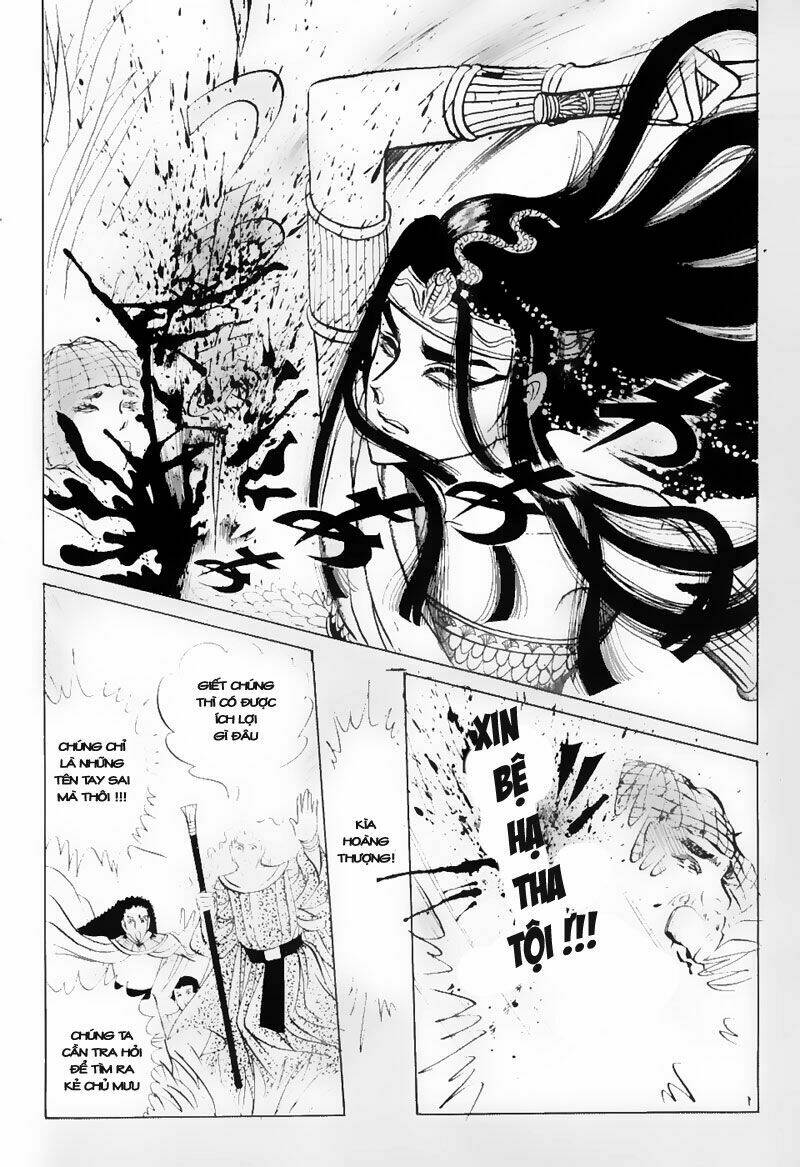 XIN
BỆ
HẠ
THA
TỘI !!!
KÌA
HOÀNG
THƯỢNG!
GIẾT CHÚNG
THÌ CÓ ĐƯỢC
ÍCH LỢI
GÌ ĐÂU
CHÚNG CHỈ
LÀ NHỮNG
TÊN TAY SAI
MÀ THÔI !!!
CHÚNG TA
CẦN TRA HỎI
ĐỂ TÌM RA
KẺ CHỦ MƯU